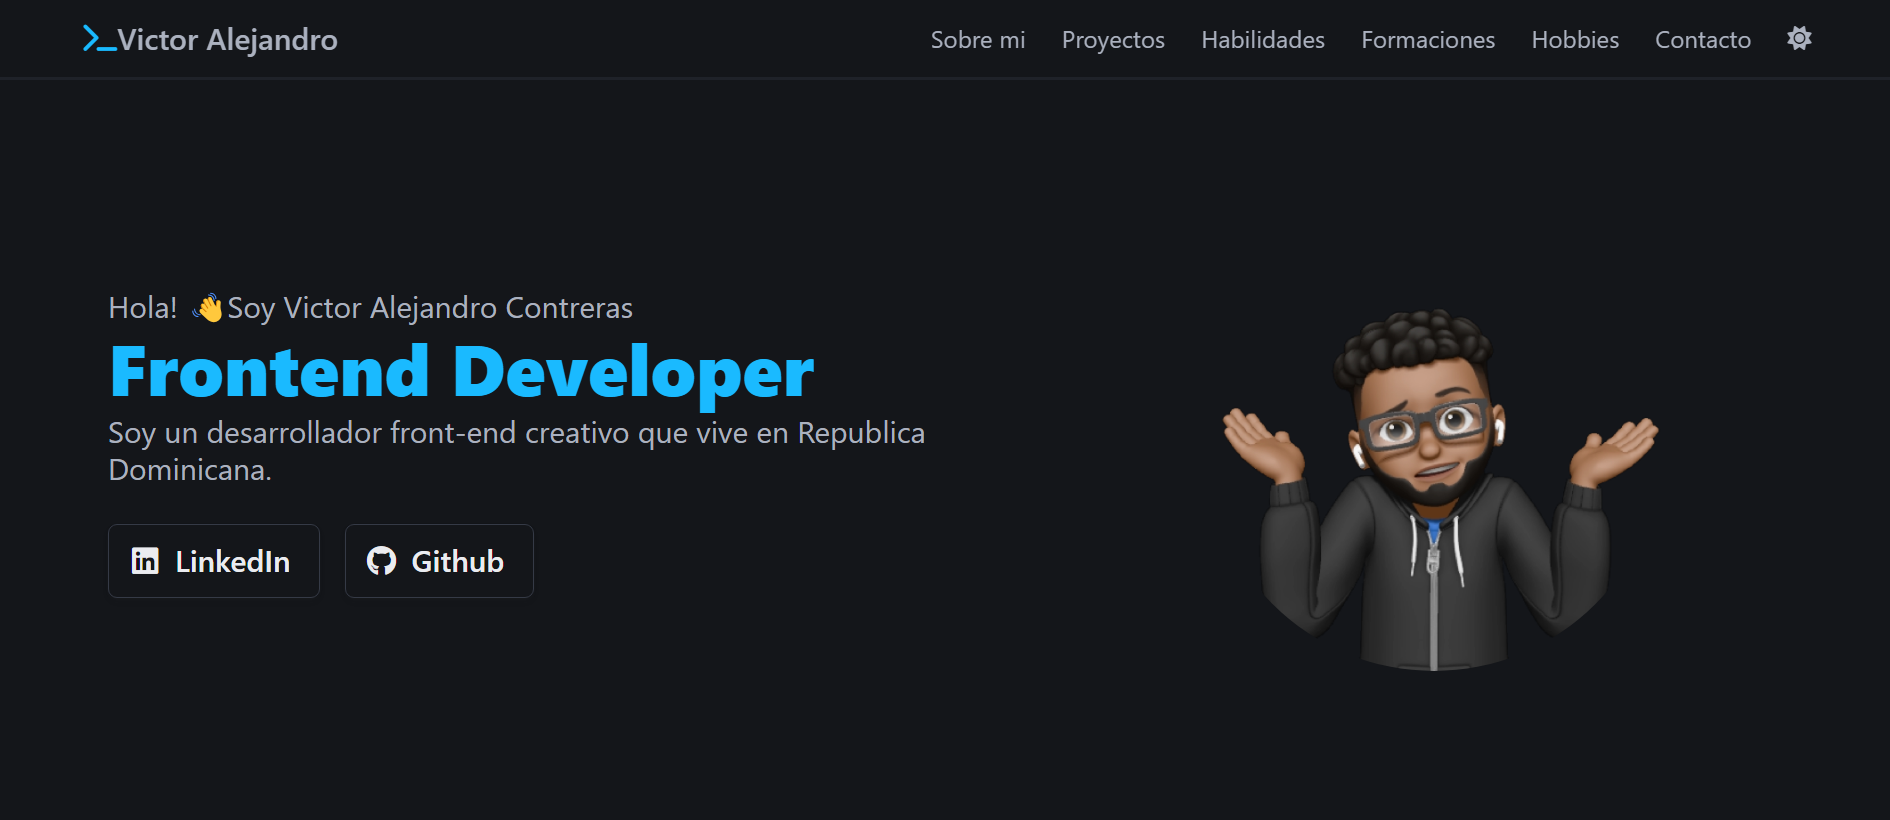 Victor Alejandro
Sobre mi Proyectos Habilidades Formaciones Hobbies Contacto
Hola! 👋Soy Victor Alejandro Contreras
Frontend Developer
Soy un desarrollador front-end creativo que vive en Republica
Dominicana.
LinkedIn Github